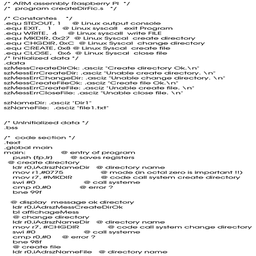 /* ARM assembly Raspberry PI */
/* program createDirFic.s */
/* Constantes */
.equ STDOUT, 1 @ Linux output console
.equ EXIT, 1 @ Linux syscall exit Program
.equ WRITE, 4 @ Linux syscall write FILE
.equ MKDIR, 0x27 @ Linux Syscal create directory
.equ CHGDIR, 0xC @ Linux Syscal change directory
.equ CREATE, 0x8 @ Linux Syscal create file
.equ CLOSE, 0x6 @ Linux Syscal close file
/* Initialized data */
.data
szMessCreateDirOk: .asciz "Create directory Ok.\n"
szMessErrCreateDir: .asciz "Unable create directory. \n"
szMessErrChangeDir: .asciz "Unable change directory. \n"
szMessCreateFileOk: .asciz "Create file Ok.\n"
szMessErrCreateFile: .asciz "Unable create file. \n"
szMessErrCloseFile: .asciz "Unable close file. \n"
szNameDir: .asciz "Dir1"
szNameFile: .asciz "file1.txt"
/* UnInitialized data */
.bss
/* code section */
.text
.global main
main: @ entry of program
push {fp,lr} @ saves registers
@ create directory
ldr r0,iAdrszNameDir @ directory name
mov r1,#0775 @ mode (in octal zero is important !!)
mov r7, #MKDIR @ code call system create directory
swi #0 @ call systeme
cmp r0,#0 @ error ?
bne 99f
@ display message ok directory
ldr r0,iAdrszMessCreateDirOk
bl affichageMess
@ change directory
ldr r0,iAdrszNameDir @ directory name
mov r7, #CHGDIR @ code call system change directory
swi #0 @ call systeme
cmp r0,#0 @ error ?
bne 98f
@ create file
ldr r0,iAdrszNameFile @ directory name